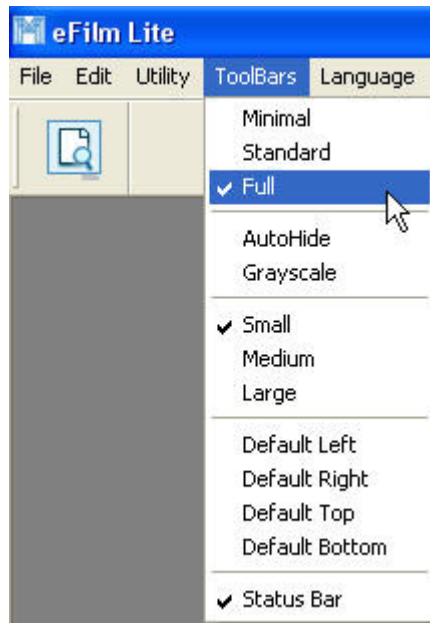 eFilm Lite
File Edit Utility ToolBars Language
Minimal
Standard
Full
AutoHide
Grayscale
Small
Medium
Large
Default Left
Default Right
Default Top
Default Bottom
Status Bar